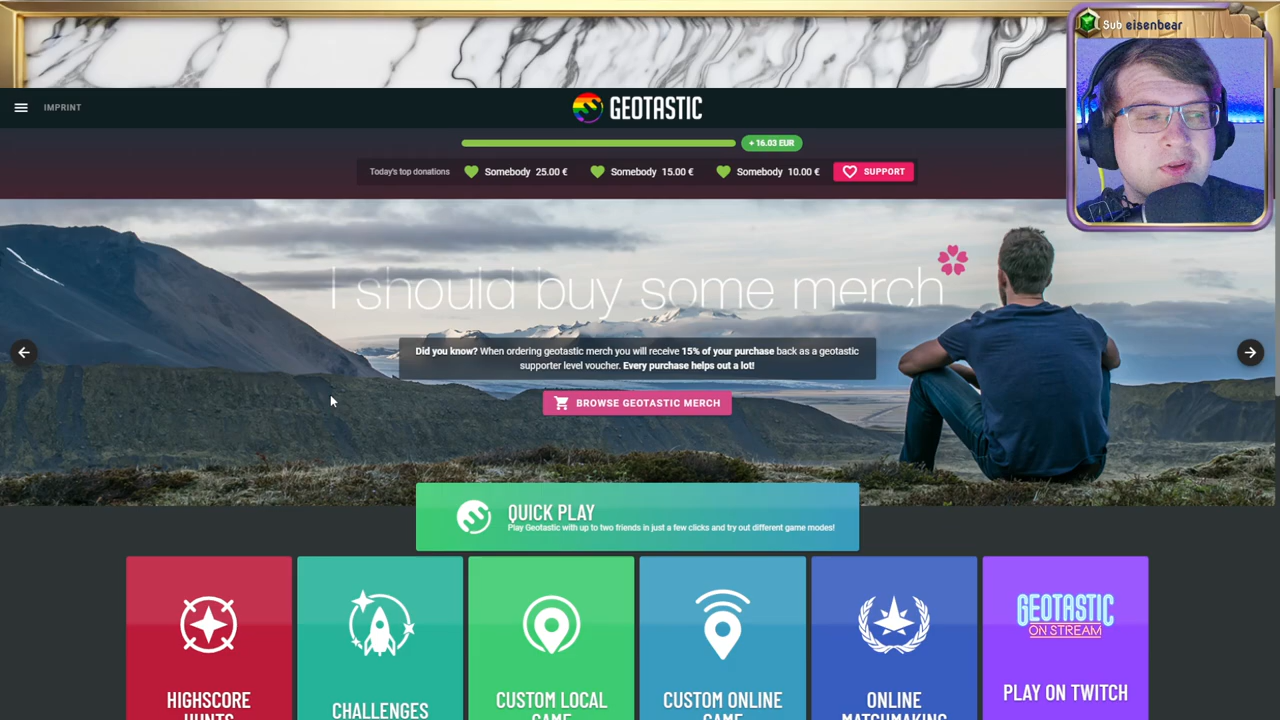 Sub eisenbear
IMPRINT
GEOTASTIC
+ 16.03 EUR
Today's top donations Somebody 25.00 € Somebody 15.00 € Somebody 10.00 € SUPPORT
I should buy some merch
Did you know? When ordering geotastic merch you will receive 15% of your purchase back as a geotastic
supporter level voucher. Every purchase helps out a lot!
BROWSE GEOTASTIC MERCH
QUICK PLAY
Play Geotastic with up to two friends in just a few clicks and try out different game modes!
HIGHSCORE
HUNTS
CHALLENGES
CUSTOM LOCAL
GAME
CUSTOM ONLINE
GAME
ONLINE
MATCHMAKING
GEOTASTIC
ON STREAM
PLAY ON TWITCH